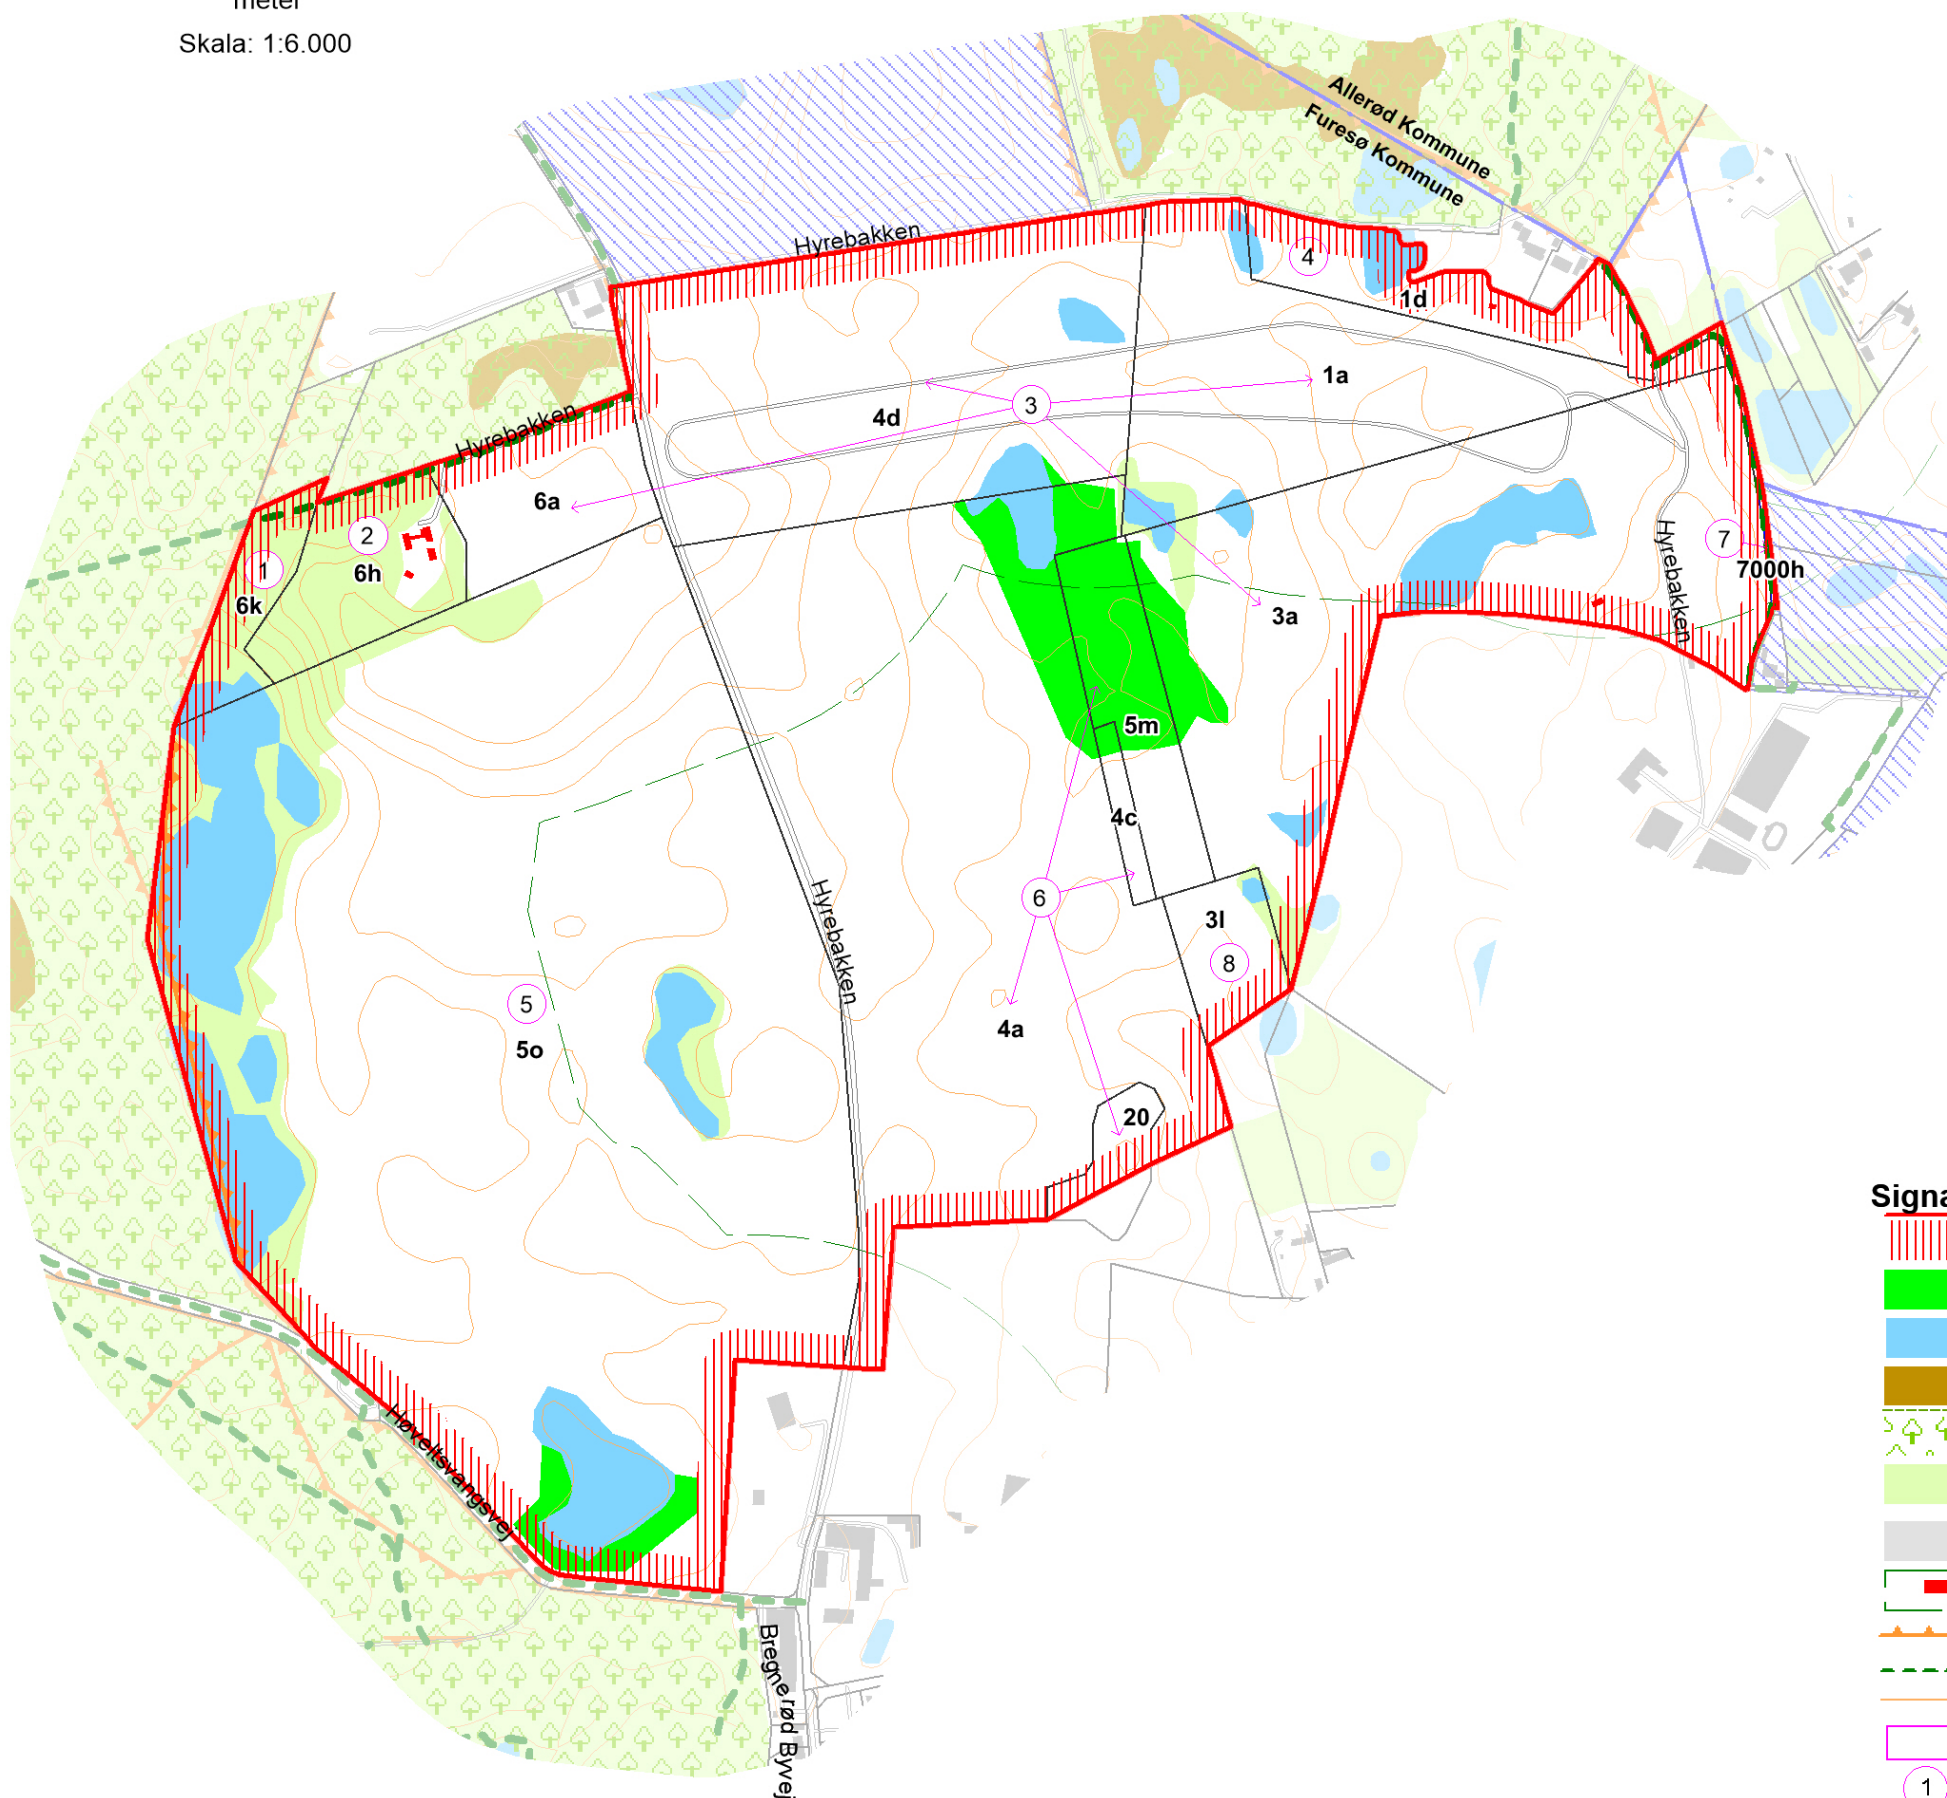 meter
Skala: 1:6.000
Allerød Kommune
Furesø Kommune
Hyrebakken
4
1d
1a
3
4d
Hyrebakken
6a
2
6h
1
6k
7
7000h
Hyrebakken
3a
5m
4c
6
3l
8
Hyrebakken
5
5o
4a
20
Høveltsvangsvej
Bregnerød Byvej
Signa
1